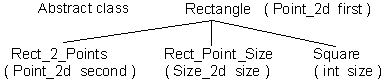 Abstract class Rectangle ( Point_2d first )
Rect_2_Points Rect_Point_Size Square
( Point_2d second ) ( Size_2d size ) ( int size )